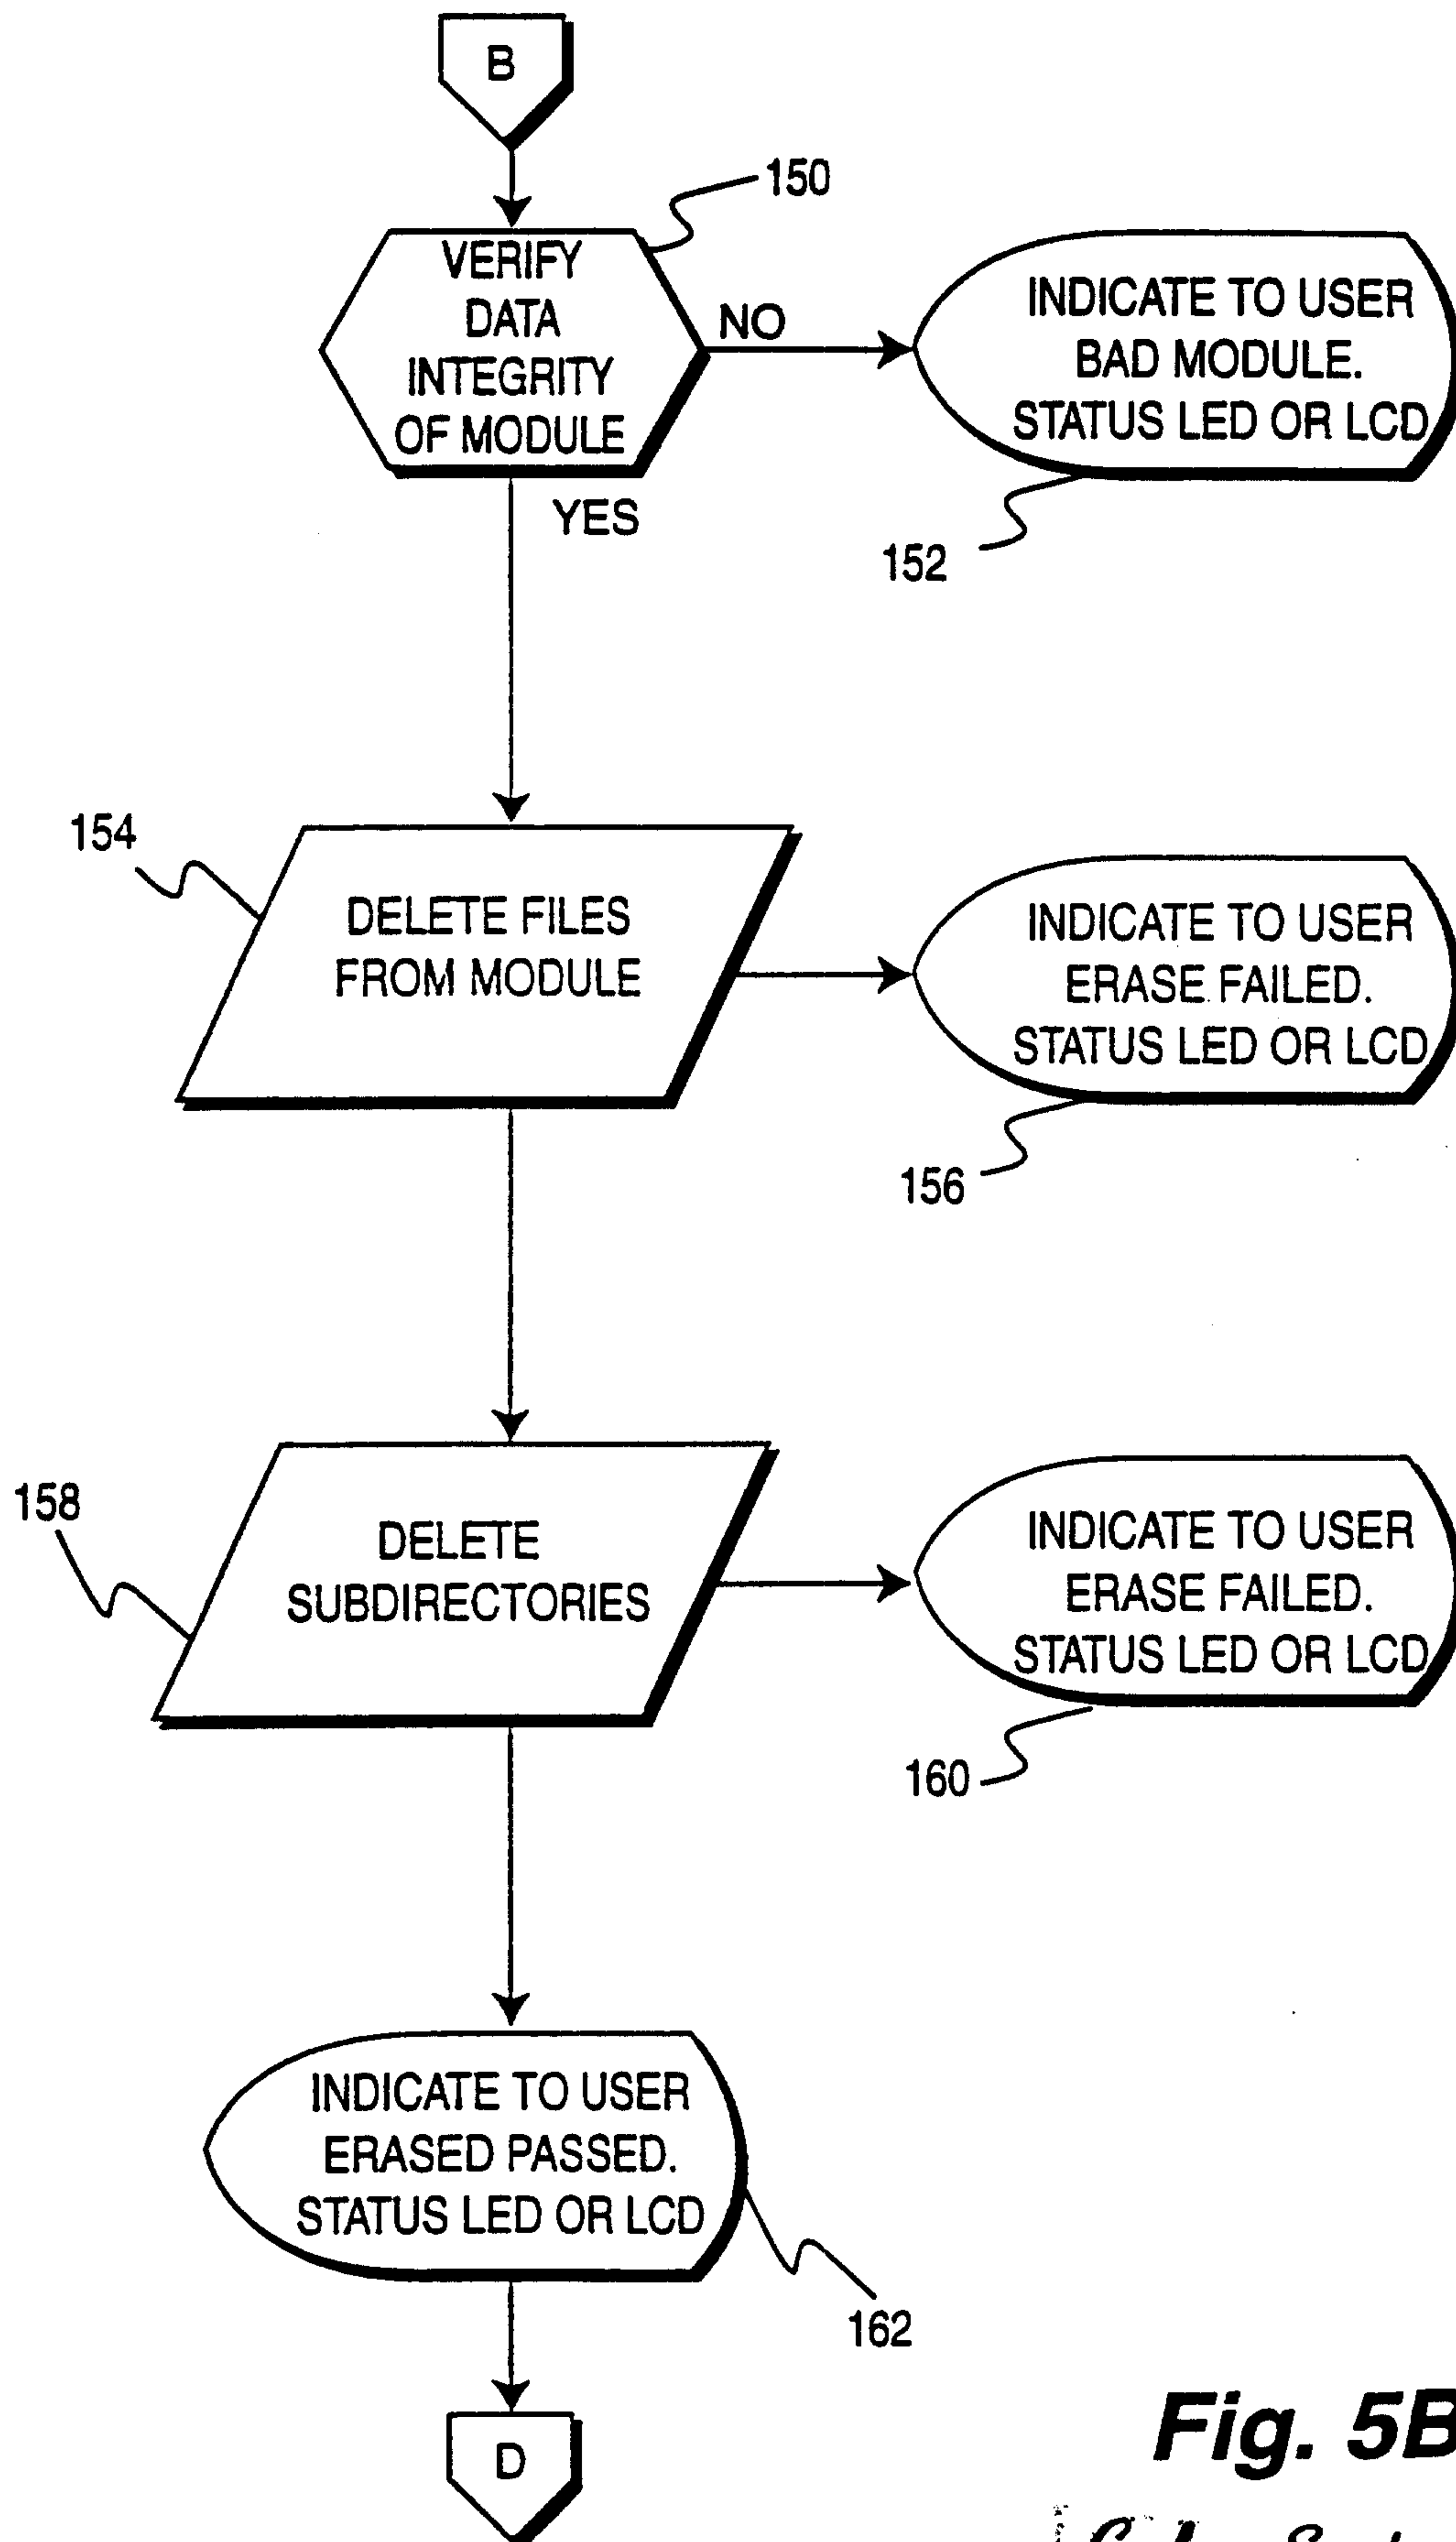 B
150
VERIFY
DATA
INTEGRITY
OF MODULE
NO
INDICATE TO USER
BAD MODULE.
STATUS LED OR LCD
YES
152
154
DELETE FILES
FROM MODULE
INDICATE TO USER
ERASE FAILED.
STATUS LED OR LCD
156
158
DELETE
SUBDIRECTORIES
INDICATE TO USER
ERASE FAILED.
STATUS LED OR LCD
160
INDICATE TO USER
ERASED PASSED.
STATUS LED OR LCD
162
D
Fig. 5B